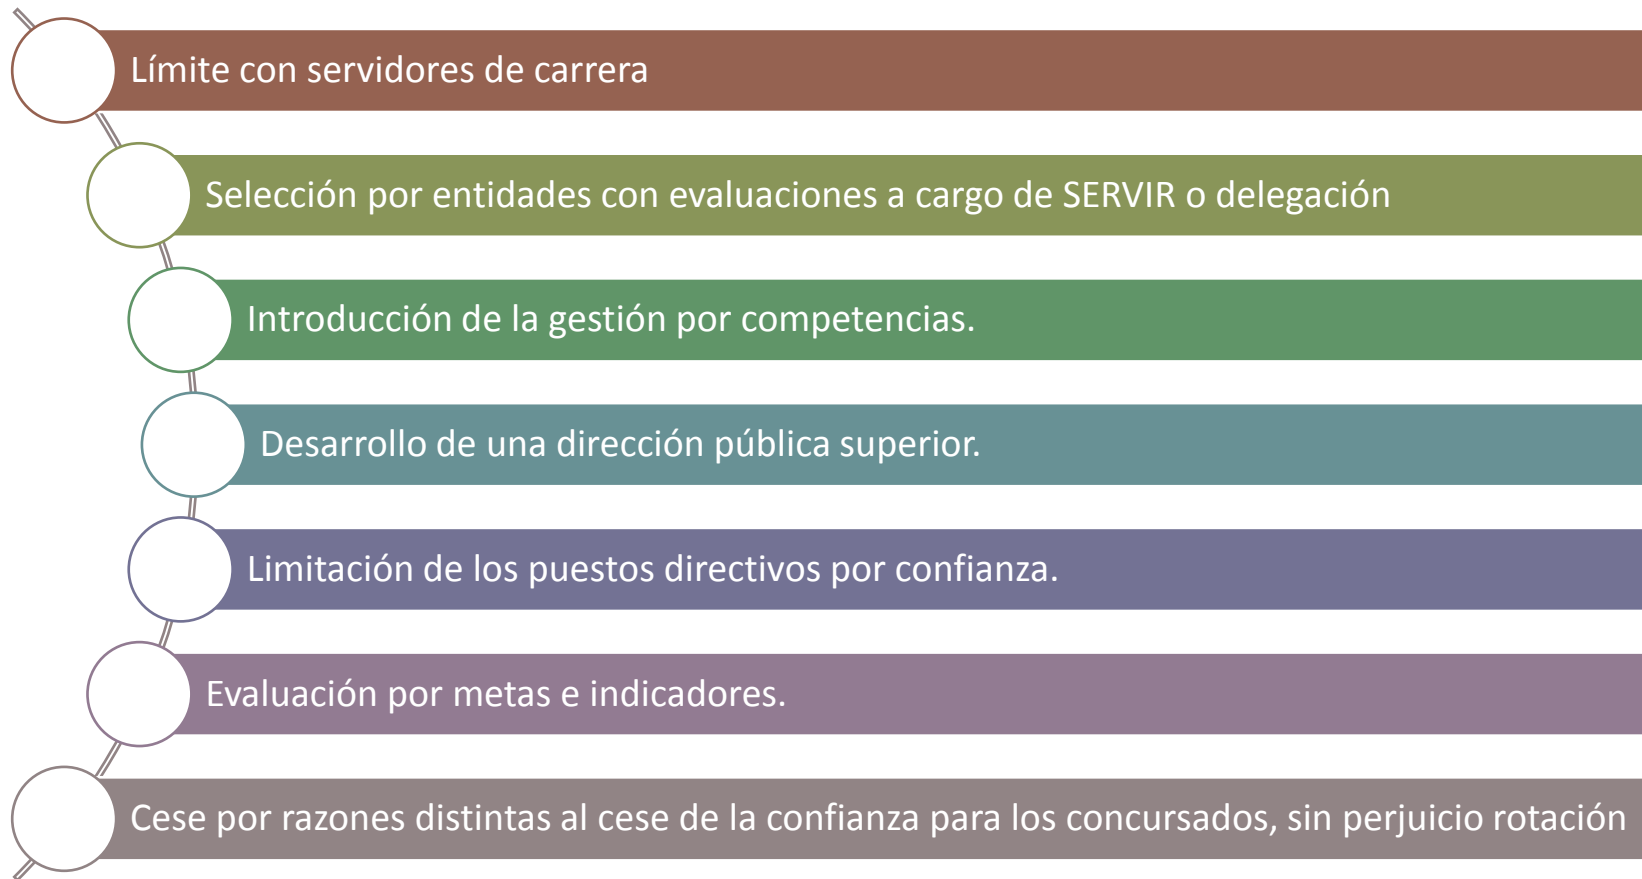 Límite con servidores de carrera
Selección por entidades con evaluaciones a cargo de SERVIR o delegación
Introducción de la gestión por competencias.
Desarrollo de una dirección pública superior.
Limitación de los puestos directivos por confianza.
Evaluación por metas e indicadores.
Cese por razones distintas al cese de la confianza para los concursados, sin perjuicio rotación